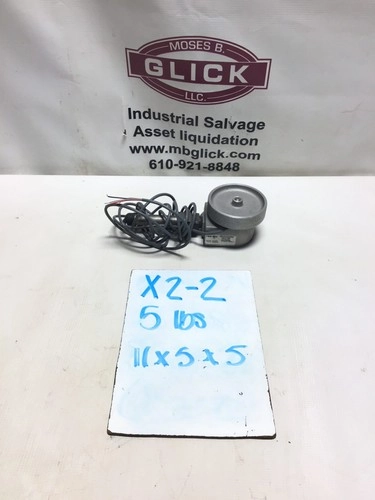 MOSES B.
GLICK
LLC.
Industrial Salvage
Asset liquidation
www.mbglick.com
610-921-8848
X2-2
5 lbs
11x5x5